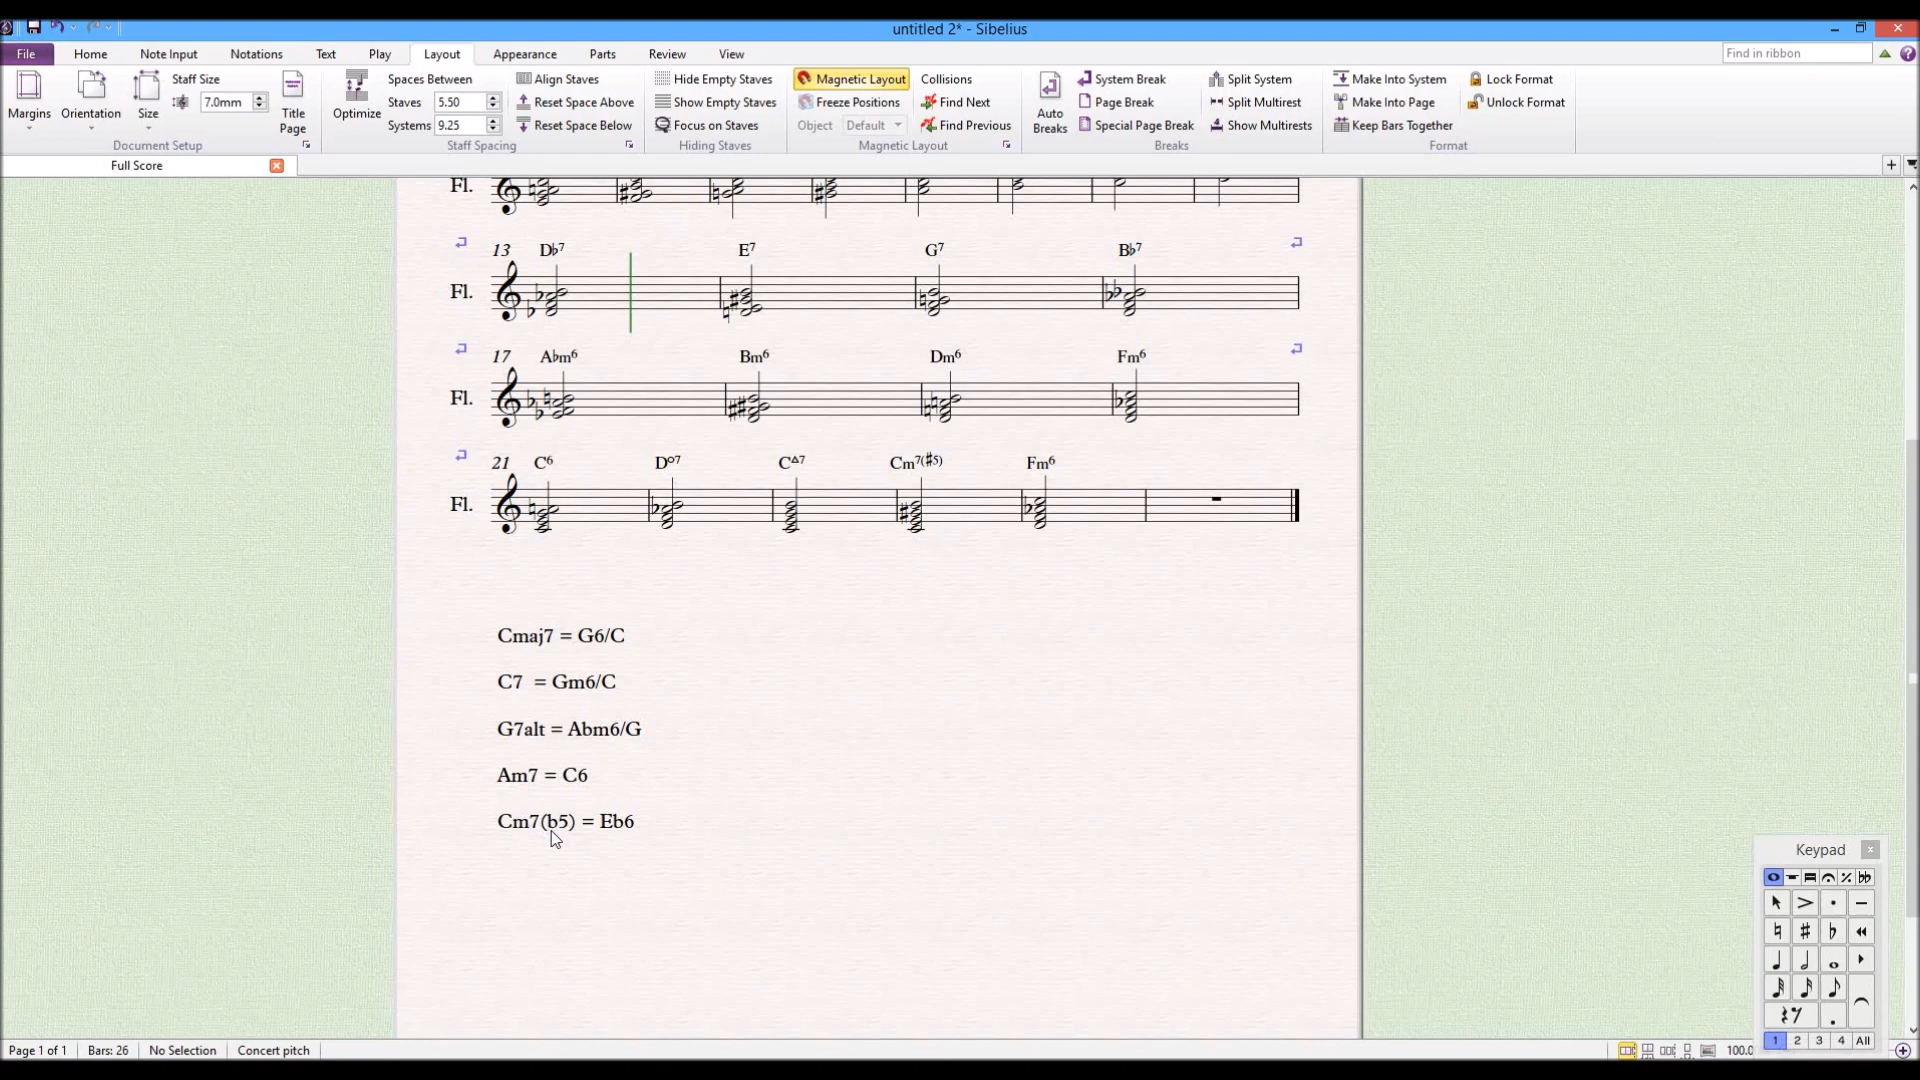 untitled 2* - Sibelius
File Home Note Input Notations Text Play Layout Appearance Parts Review View Find in ribbon
Margins Orientation Size Staff Size 7.0mm Title Page Document Setup
Optimize Spaces Between Staves 5.50 Systems 9.25 Align Staves Reset Space Above Reset Space Below Staff Spacing
Hide Empty Staves Show Empty Staves Focus on Staves Hiding Staves
Magnetic Layout Freeze Positions Object Default Collisions Find Next Find Previous Magnetic Layout
Auto Breaks System Break Page Break Special Page Break Split System Split Multirest Show Multirests Breaks
Make Into System Make Into Page Keep Bars Together Lock Format Unlock Format Format
Full Score
Fl.
13 D♭7 E7 G7 B♭7
Fl.
17 A♭m6 Bm6 Dm6 Fm6
Fl.
21 C6 D°7 C△7 Cm7(♯5) Fm6
Fl.
Cmaj7 = G6/C
C7 = Gm6/C
G7alt = Abm6/G
Am7 = C6
Cm7(b5) = Eb6
Keypad
1 2 3 4 All
Page 1 of 1 Bars: 26 No Selection Concert pitch 100.0